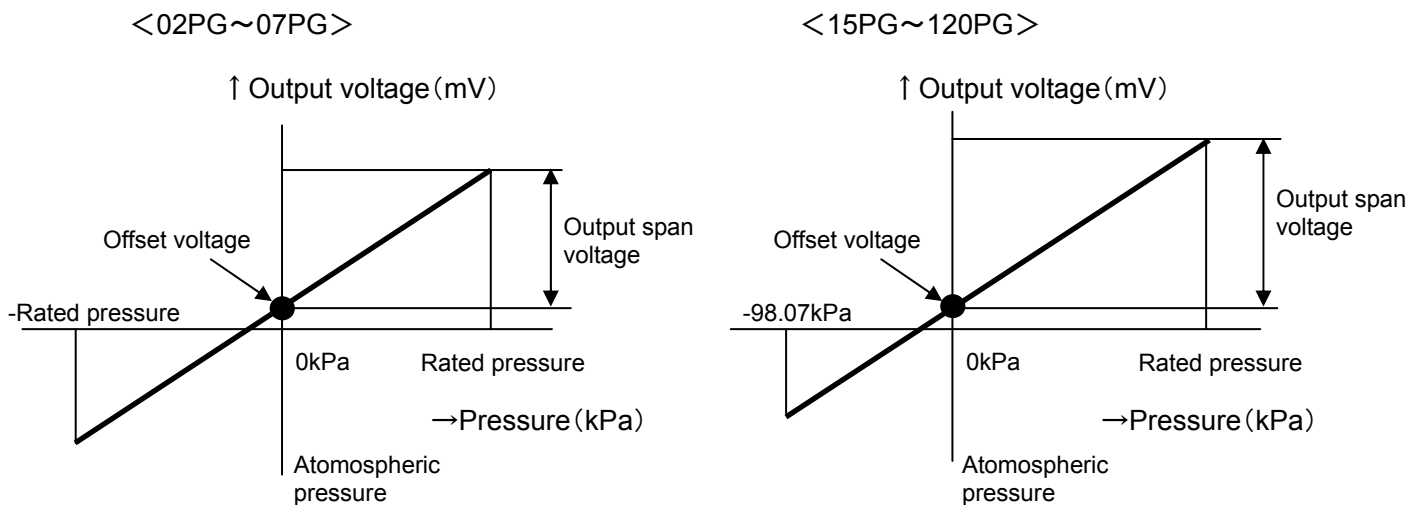 ＜02PG～07PG＞
↑ Output voltage（mV）
Offset voltage
Output span
voltage
-Rated pressure
0kPa
Rated pressure
→Pressure（kPa）
Atomospheric
pressure
＜15PG～120PG＞
↑ Output voltage（mV）
Offset voltage
Output span
voltage
-98.07kPa
0kPa
Rated pressure
→Pressure（kPa）
Atomospheric
pressure